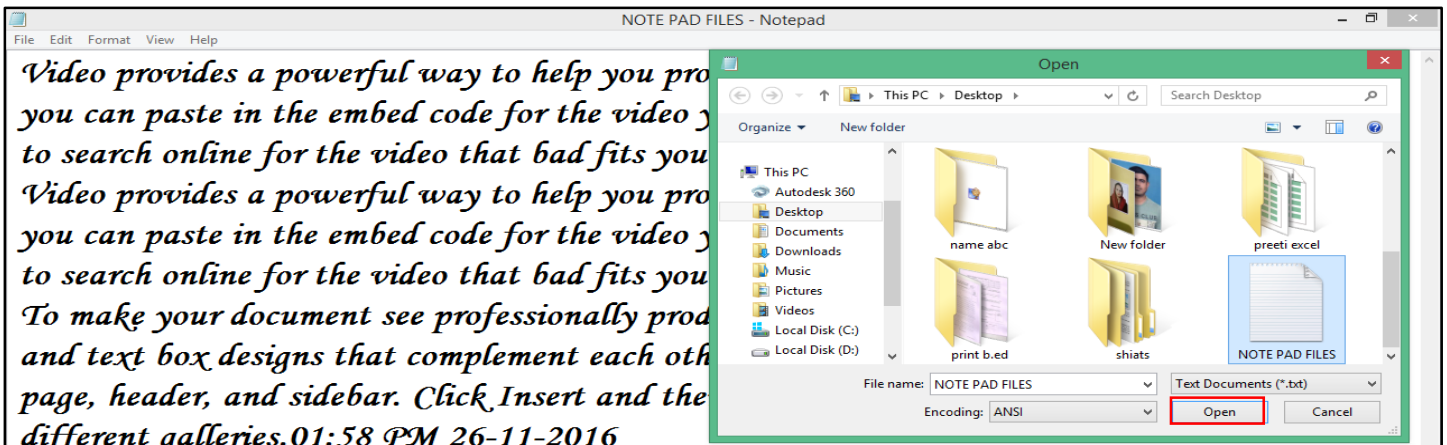 NOTE PAD FILES - Notepad
File Edit Format View Help
Video provides a powerful way to help you pro
you can paste in the embed code for the video y
to search online for the video that bad fits you
Video provides a powerful way to help you pro
you can paste in the embed code for the video y
to search online for the video that bad fits you
To make your document see professionally prod
and text box designs that complement each oth
page, header, and sidebar. Click Insert and the
different galleries.01:58 PM 26-11-2016
Open
This PC Desktop
Search Desktop
Organize New folder
This PC
Autodesk 360
Desktop
Documents
Downloads
Music
Pictures
Videos
Local Disk (C:)
Local Disk (D:)
name abc
New folder
preeti excel
print b.ed
shiats
NOTE PAD FILES
File name: NOTE PAD FILES
Text Documents (*.txt)
Encoding: ANSI
Open
Cancel